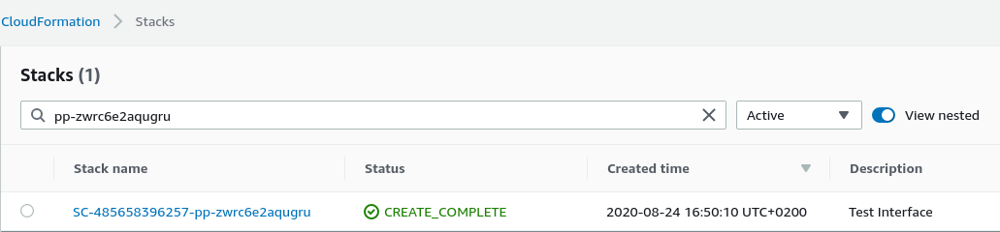 CloudFormation > Stacks
Stacks (1)
pp-zwrc6e2aqugru Active View nested
Stack name Status Created time Description
SC-485658396257-pp-zwrc6e2aqugru CREATE_COMPLETE 2020-08-24 16:50:10 UTC+0200 Test Interface